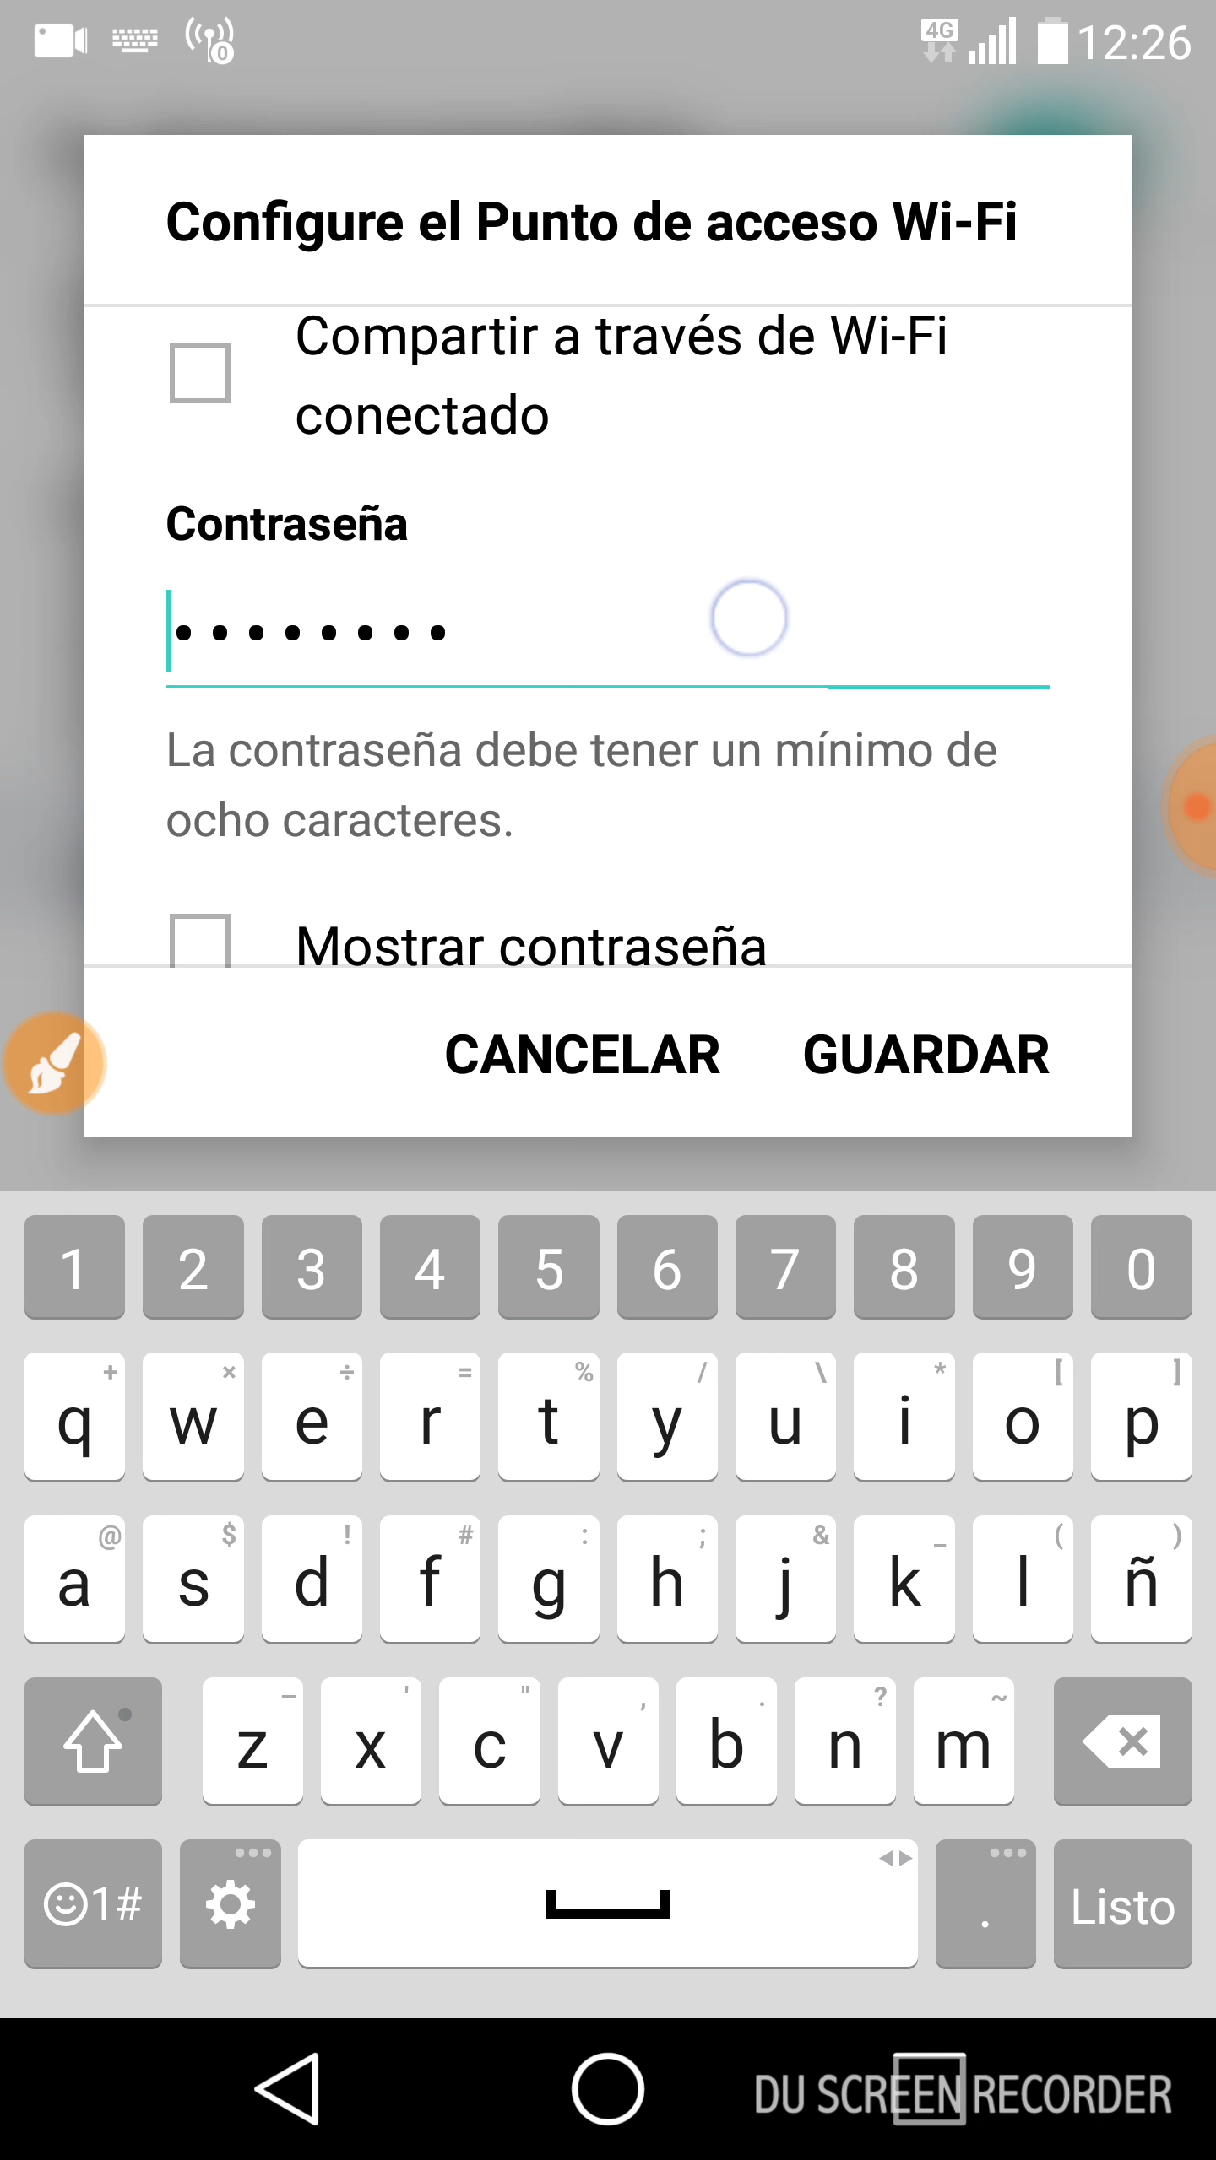 4G 12:26
0
Configure el Punto de acceso Wi-Fi
Compartir a través de Wi-Fi
conectado
Contraseña
••••••••
La contraseña debe tener un mínimo de
ocho caracteres.
Mostrar contraseña
CANCELAR GUARDAR
1 2 3 4 5 6 7 8 9 0
+ × ÷ = % / \ * [ ]
q w e r t y u i o p
@ $ ! # : ; & _ ( )
a s d f g h j k l ñ
– ' " , . ? ~
z x c v b n m
1# . Listo
DU SCREEN RECORDER